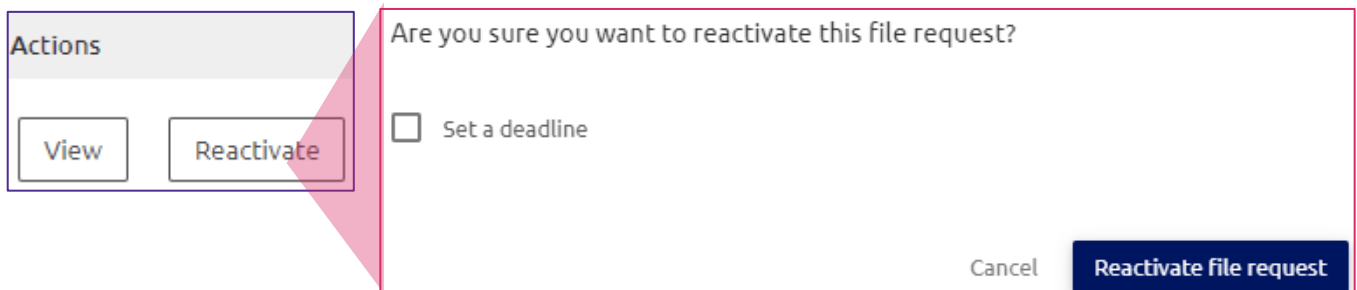 Actions
View Reactivate
Are you sure you want to reactivate this file request?
Set a deadline
Cancel Reactivate file request